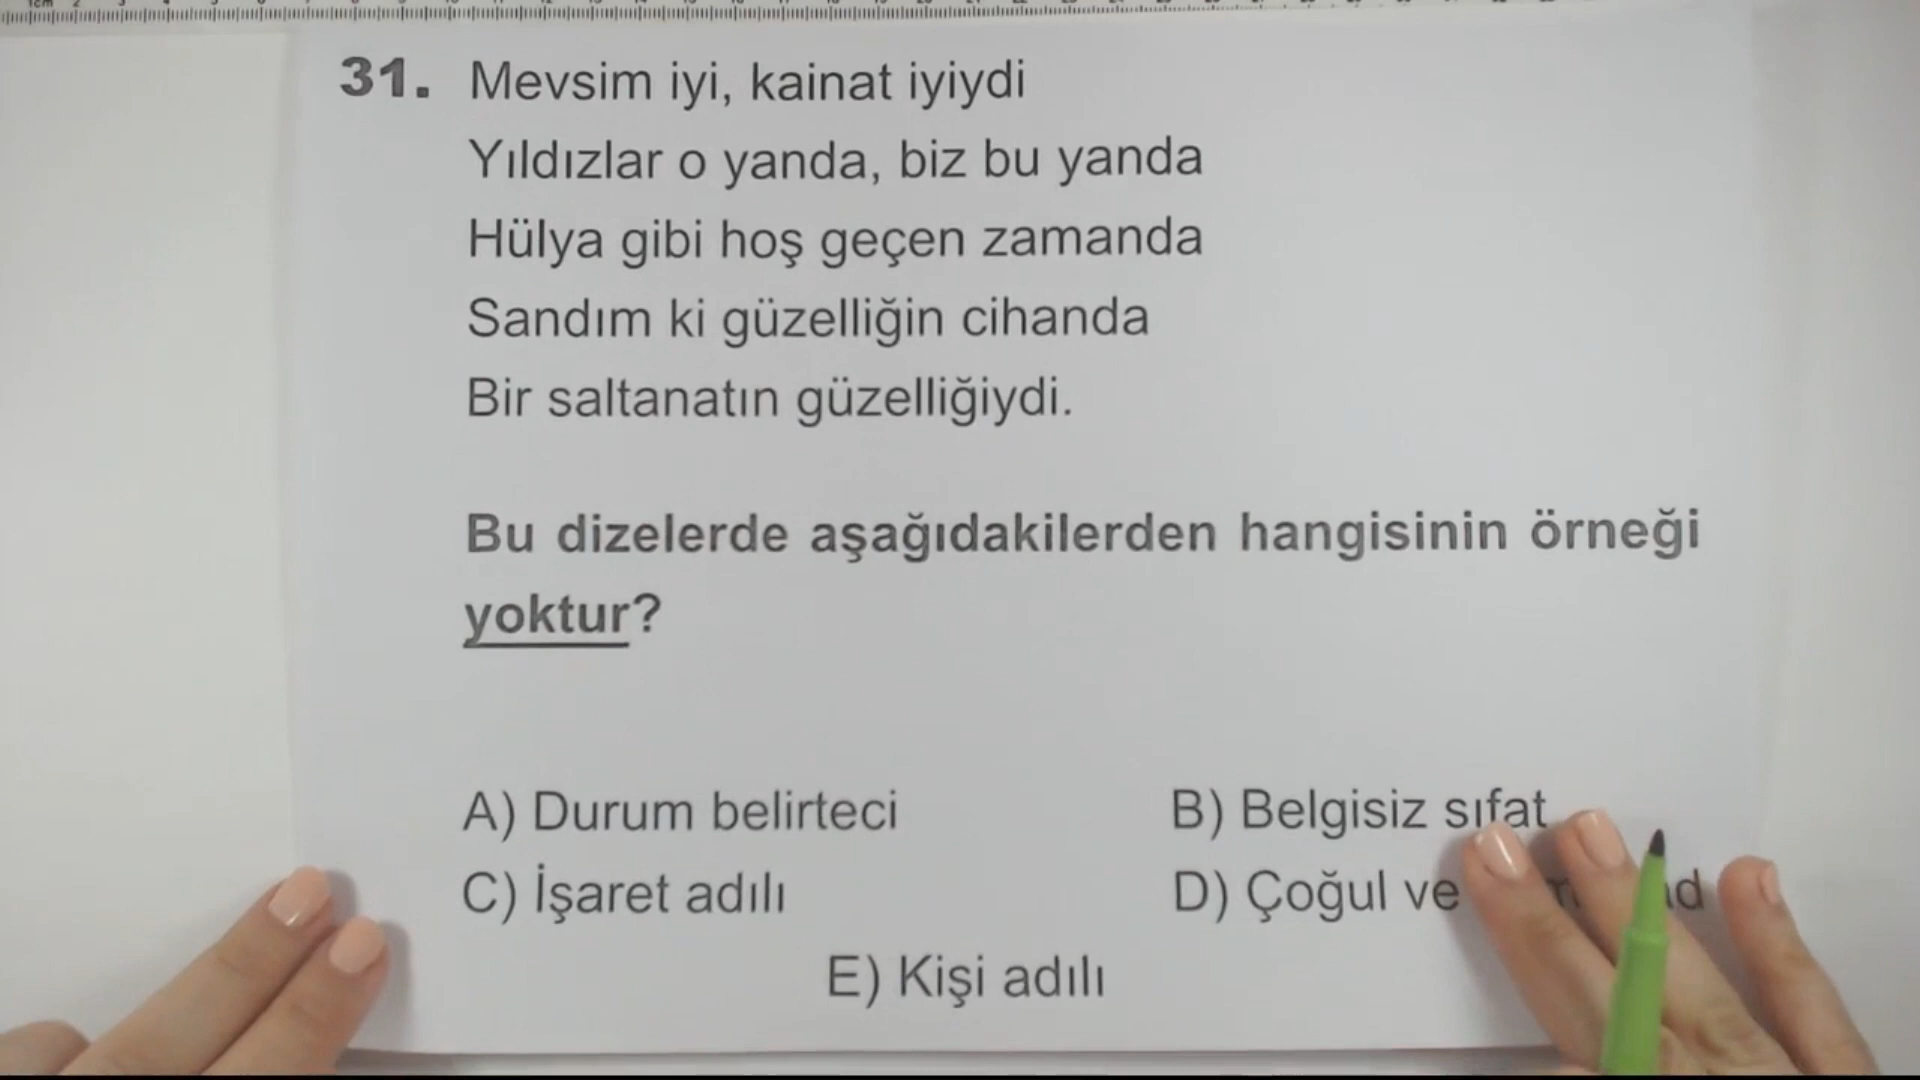 1cm 2
31. Mevsim iyi, kainat iyiydi
Yıldızlar o yanda, biz bu yanda
Hülya gibi hoş geçen zamanda
Sandım ki güzelliğin cihanda
Bir saltanatın güzelliğiydi.
Bu dizelerde aşağıdakilerden hangisinin örneği
yoktur?
A) Durum belirteci B) Belgisiz sıfat
C) İşaret adılı D) Çoğul ve
E) Kişi adılı